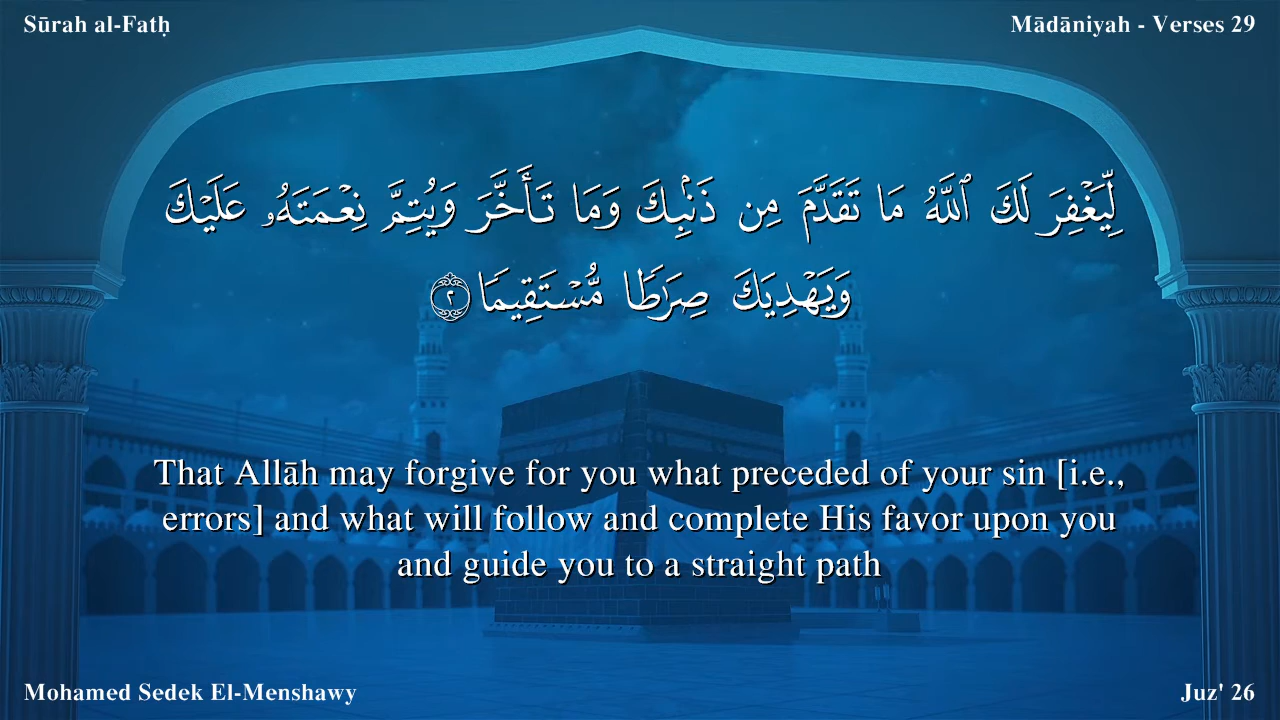 Sūrah al-Fatḥ
Mādāniyah - Verses 29
لِّيَغْفِرَ لَكَ ٱللَّهُ مَا تَقَدَّمَ مِن ذَنۢبِكَ وَمَا تَأَخَّرَ وَيُتِمَّ نِعْمَتَهُۥ عَلَيْكَ
وَيَهْدِيَكَ صِرَٰطًا مُّسْتَقِيمًا ٢
That Allāh may forgive for you what preceded of your sin [i.e.,
errors] and what will follow and complete His favor upon you
and guide you to a straight path
Mohamed Sedek El-Menshawy
Juz' 26